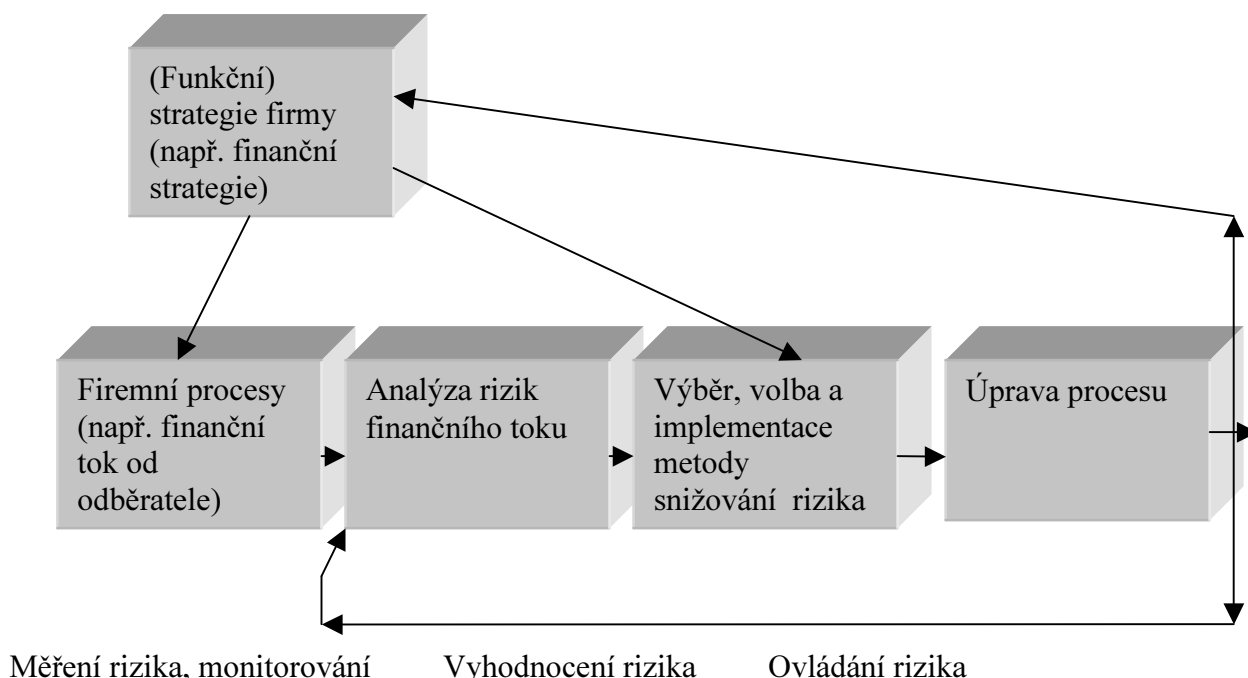 (Funkční)
strategie firmy
(např. finanční
strategie)
Firemní procesy
(např. finanční
tok od
odběratele)
Analýza rizik
finančního toku
Výběr, volba a
implementace
metody
snižování rizika
Úprava procesu
Měření rizika, monitorování Vyhodnocení rizika Ovládání rizika